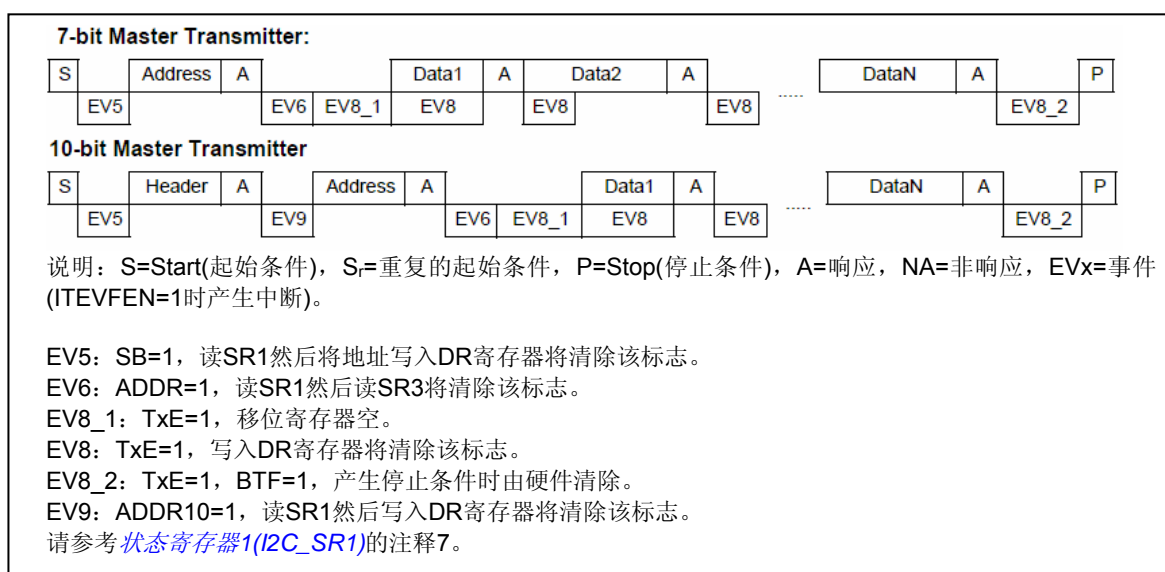 7-bit Master Transmitter:
S Address A Data1 A Data2 A ..... DataN A P
EV5 EV6 EV8_1 EV8 EV8 EV8 EV8_2
10-bit Master Transmitter
S Header A Address A Data1 A ..... DataN A P
EV5 EV9 EV6 EV8_1 EV8 EV8 EV8_2
说明：S=Start(起始条件)，Sr=重复的起始条件，P=Stop(停止条件)，A=响应，NA=非响应，EVx=事件
(ITEVFEN=1时产生中断)。
EV5：SB=1，读SR1然后将地址写入DR寄存器将清除该标志。
EV6：ADDR=1，读SR1然后读SR3将清除该标志。
EV8_1：TxE=1，移位寄存器空。
EV8：TxE=1，写入DR寄存器将清除该标志。
EV8_2：TxE=1，BTF=1，产生停止条件时由硬件清除。
EV9：ADDR10=1，读SR1然后写入DR寄存器将清除该标志。
请参考状态寄存器1(I2C_SR1)的注释7。